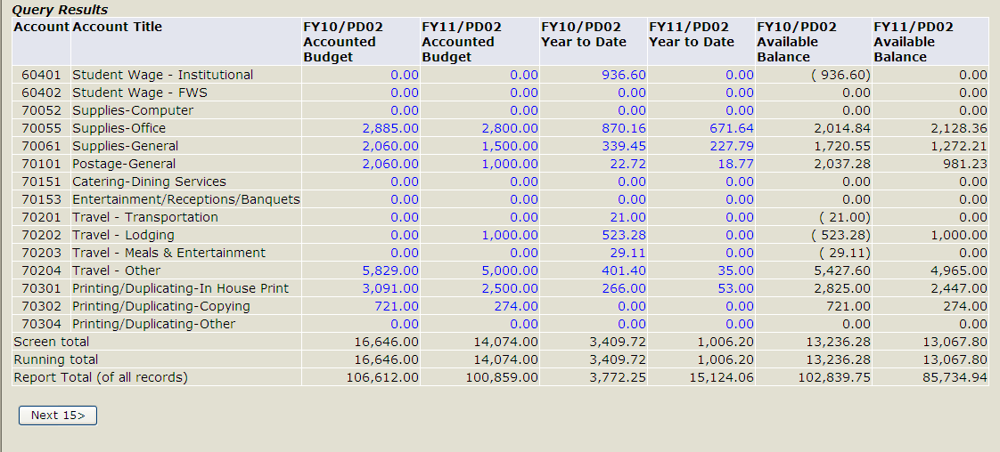 Query Results
Account Account Title FY10/PD02 Accounted Budget FY11/PD02 Accounted Budget FY10/PD02 Year to Date FY11/PD02 Year to Date FY10/PD02 Available Balance FY11/PD02 Available Balance
60401 Student Wage - Institutional 0.00 0.00 936.60 0.00 ( 936.60) 0.00
60402 Student Wage - FWS 0.00 0.00 0.00 0.00 0.00 0.00
70052 Supplies-Computer 0.00 0.00 0.00 0.00 0.00 0.00
70055 Supplies-Office 2,885.00 2,800.00 870.16 671.64 2,014.84 2,128.36
70061 Supplies-General 2,060.00 1,500.00 339.45 227.79 1,720.55 1,272.21
70101 Postage-General 2,060.00 1,000.00 22.72 18.77 2,037.28 981.23
70151 Catering-Dining Services 0.00 0.00 0.00 0.00 0.00 0.00
70153 Entertainment/Receptions/Banquets 0.00 0.00 0.00 0.00 0.00 0.00
70201 Travel - Transportation 0.00 0.00 21.00 0.00 ( 21.00) 0.00
70202 Travel - Lodging 0.00 1,000.00 523.28 0.00 ( 523.28) 1,000.00
70203 Travel - Meals & Entertainment 0.00 0.00 29.11 0.00 ( 29.11) 0.00
70204 Travel - Other 5,829.00 5,000.00 401.40 35.00 5,427.60 4,965.00
70301 Printing/Duplicating-In House Print 3,091.00 2,500.00 266.00 53.00 2,825.00 2,447.00
70302 Printing/Duplicating-Copying 721.00 274.00 0.00 0.00 721.00 274.00
70304 Printing/Duplicating-Other 0.00 0.00 0.00 0.00 0.00 0.00
Screen total 16,646.00 14,074.00 3,409.72 1,006.20 13,236.28 13,067.80
Running total 16,646.00 14,074.00 3,409.72 1,006.20 13,236.28 13,067.80
Report Total (of all records) 106,612.00 100,859.00 3,772.25 15,124.06 102,839.75 85,734.94
Next 15>